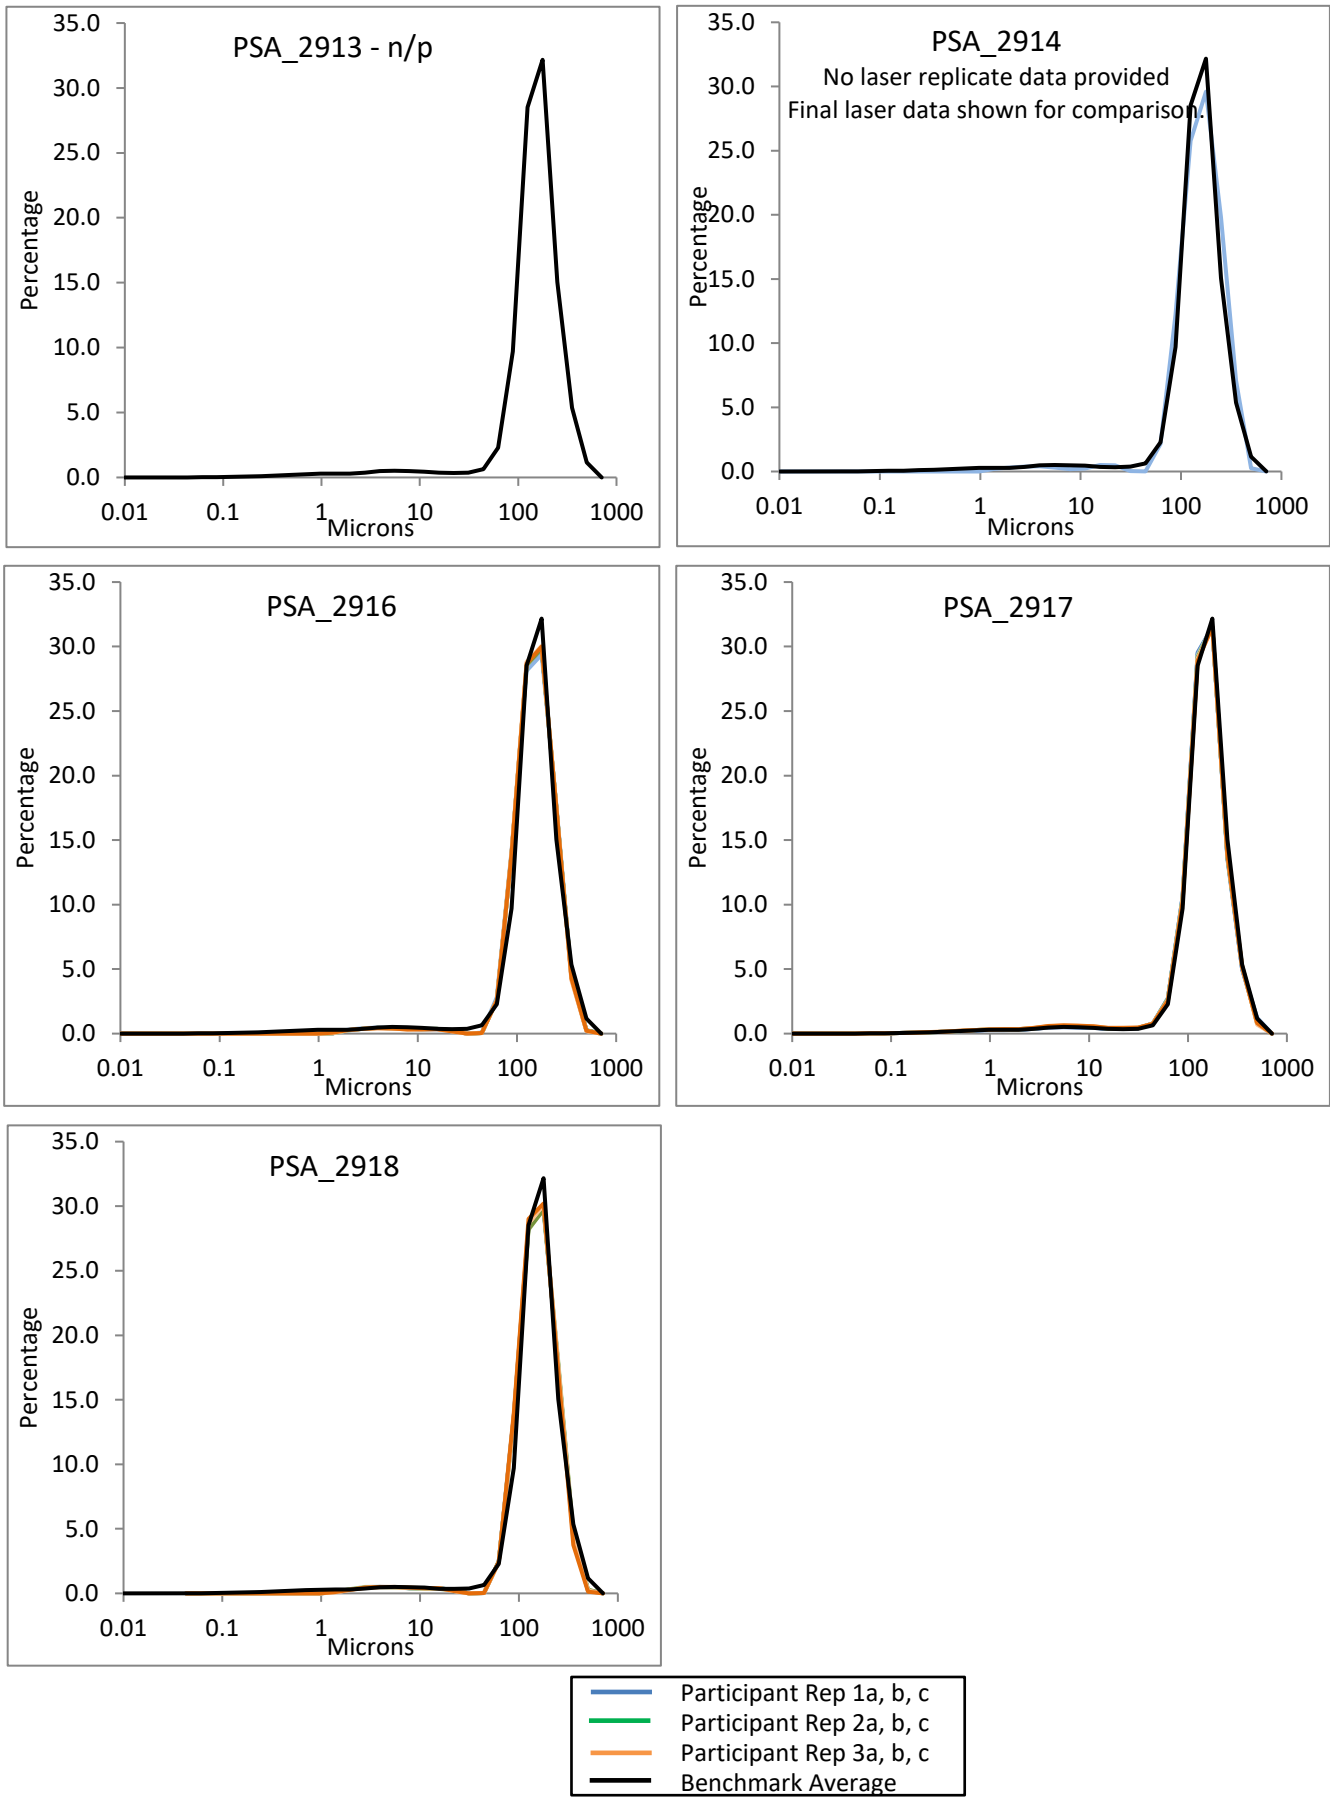 PSA_2913 - n/p
35.0
30.0
25.0
20.0
15.0
10.0
5.0
0.0
Percentage
0.01 0.1 1 10 100 1000
Microns
PSA_2914
No laser replicate data provided
Final laser data shown for comparison.
35.0
30.0
25.0
20.0
15.0
10.0
5.0
0.0
Percentage
0.01 0.1 1 10 100 1000
Microns
PSA_2916
35.0
30.0
25.0
20.0
15.0
10.0
5.0
0.0
Percentage
0.01 0.1 1 10 100 1000
Microns
PSA_2917
35.0
30.0
25.0
20.0
15.0
10.0
5.0
0.0
Percentage
0.01 0.1 1 10 100 1000
Microns
PSA_2918
35.0
30.0
25.0
20.0
15.0
10.0
5.0
0.0
Percentage
0.01 0.1 1 10 100 1000
Microns
Participant Rep 1a, b, c
Participant Rep 2a, b, c
Participant Rep 3a, b, c
Benchmark Average